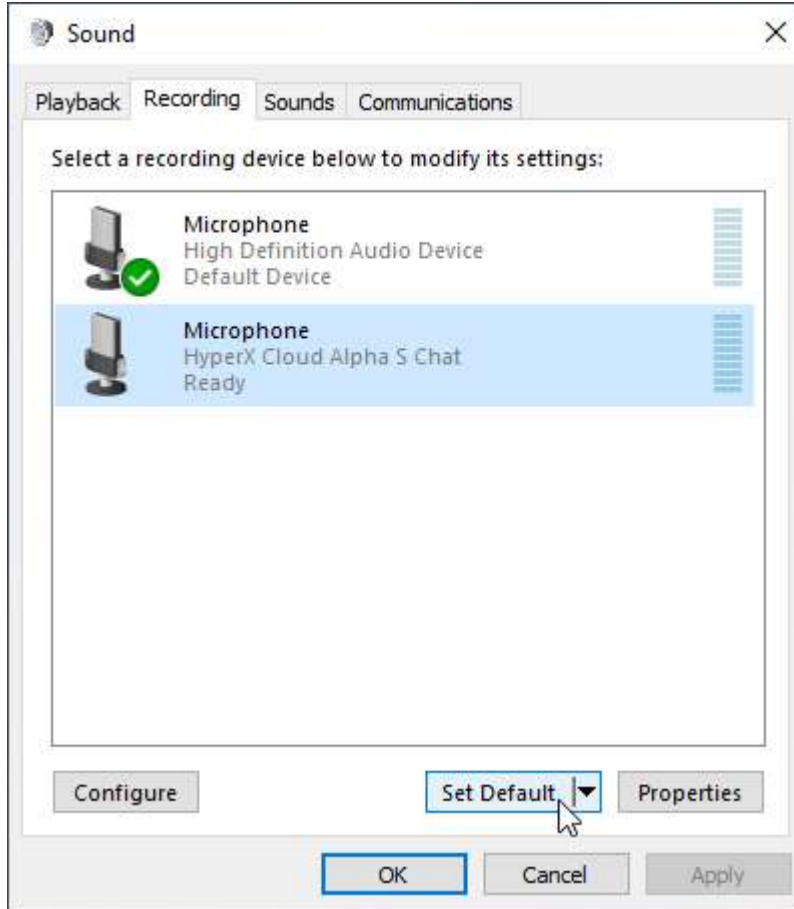 Sound
Playback Recording Sounds Communications
Select a recording device below to modify its settings:
Microphone
High Definition Audio Device
Default Device
Microphone
HyperX Cloud Alpha S Chat
Ready
Configure Set Default Properties
OK Cancel Apply